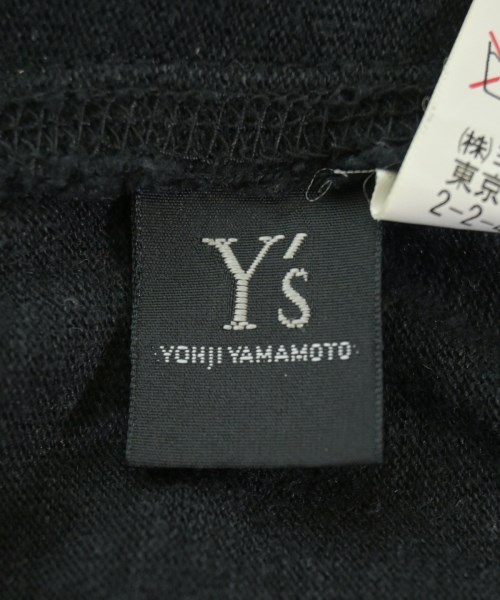 Y's
YOHJI YAMAMOTO
(株)
東京
2-2-